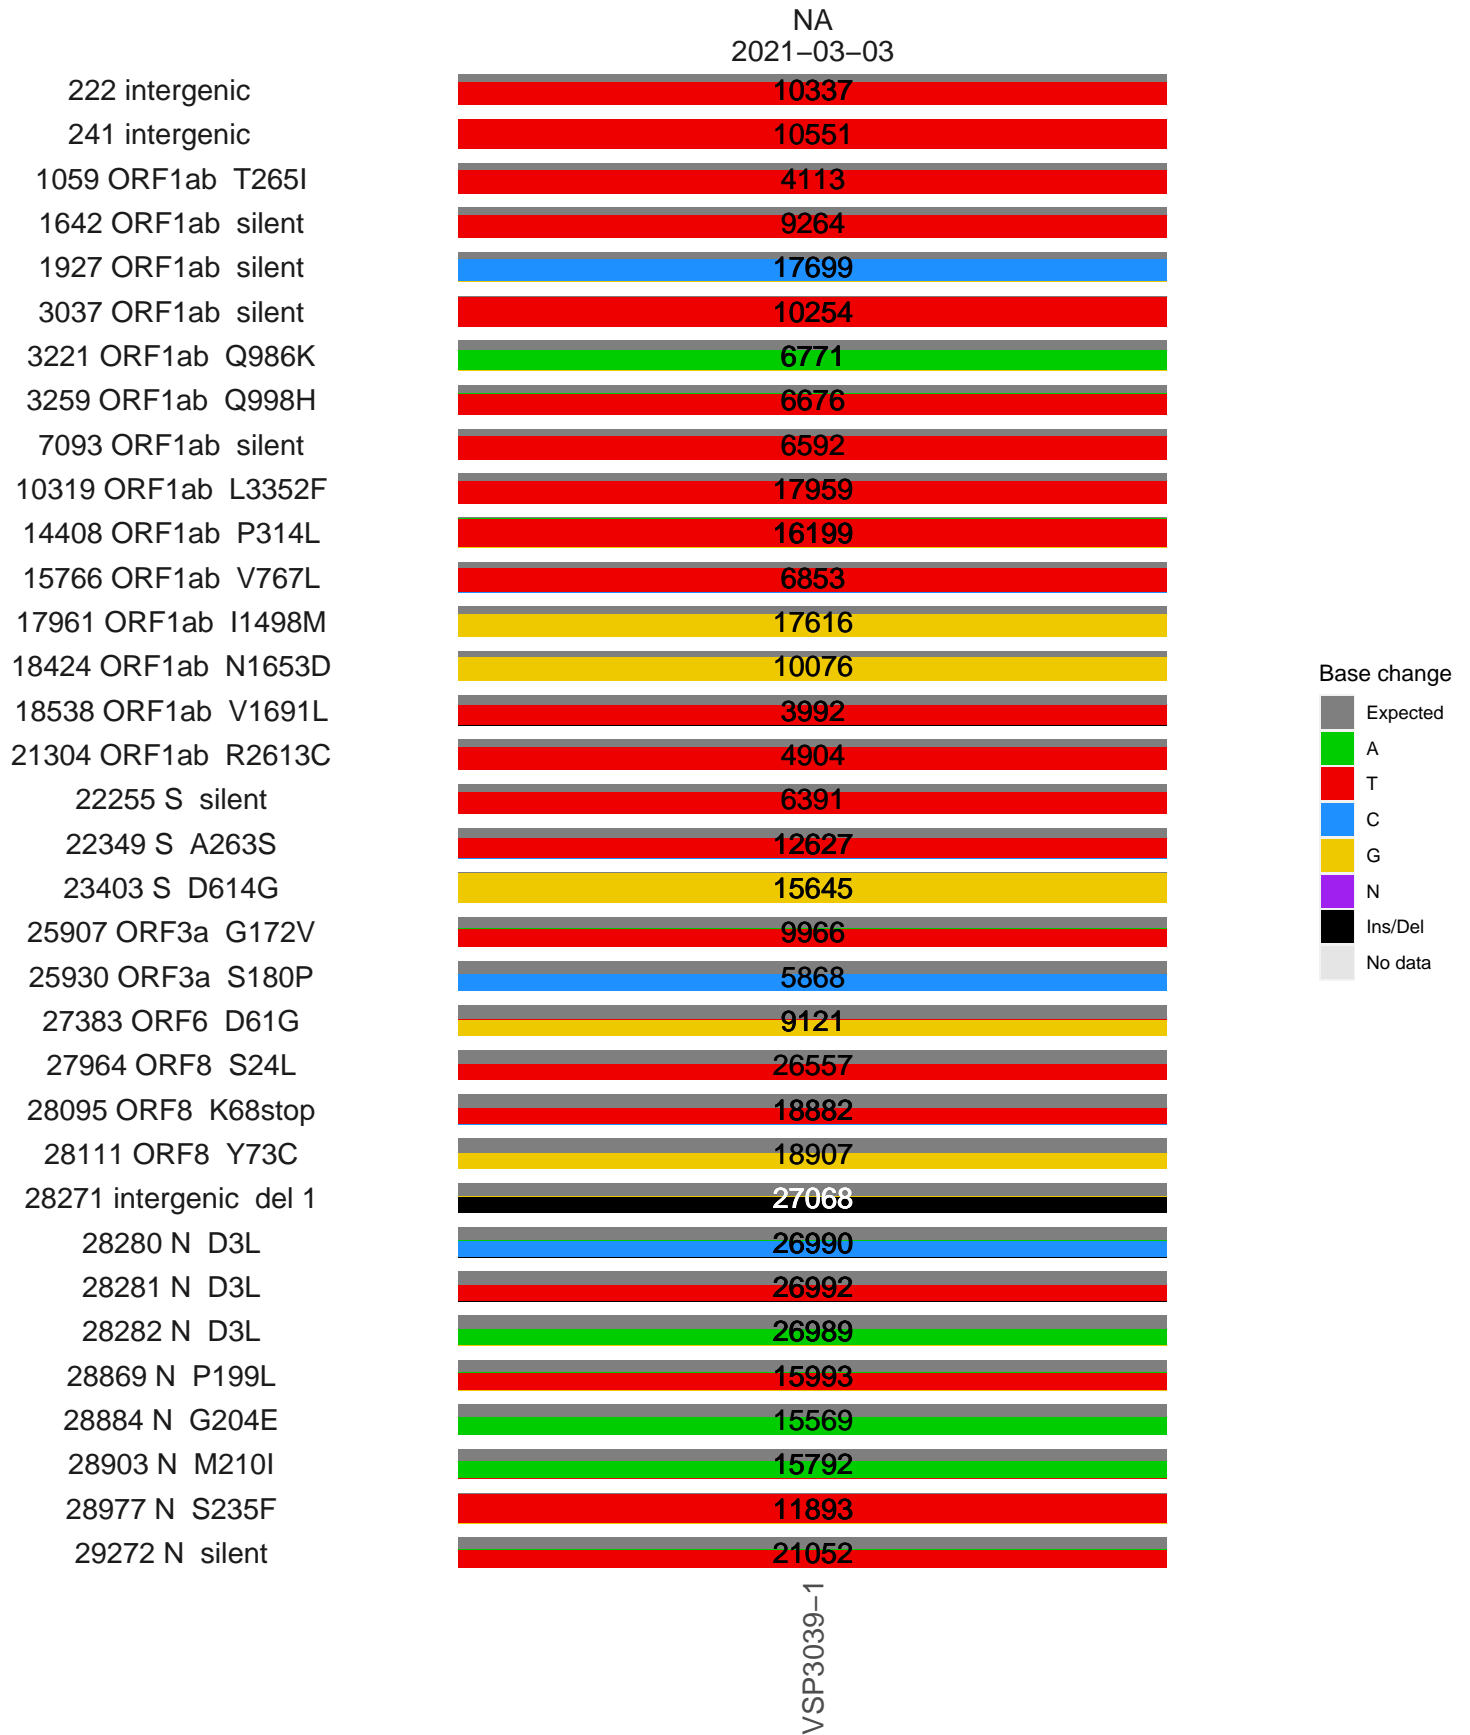 NA
2021−03−03
222 intergenic 10337
241 intergenic 10551
1059 ORF1ab T265I 4113
1642 ORF1ab silent 9264
1927 ORF1ab silent 17699
3037 ORF1ab silent 10254
3221 ORF1ab Q986K 6771
3259 ORF1ab Q998H 6676
7093 ORF1ab silent 6592
10319 ORF1ab L3352F 17959
14408 ORF1ab P314L 16199
15766 ORF1ab V767L 6853
17961 ORF1ab I1498M 17616
18424 ORF1ab N1653D 10076
18538 ORF1ab V1691L 3992
21304 ORF1ab R2613C 4904
22255 S silent 6391
22349 S A263S 12627
23403 S D614G 15645
25907 ORF3a G172V 9966
25930 ORF3a S180P 5868
27383 ORF6 D61G 9121
27964 ORF8 S24L 26557
28095 ORF8 K68stop 18882
28111 ORF8 Y73C 18907
28271 intergenic del 1 27068
28280 N D3L 26990
28281 N D3L 26992
28282 N D3L 26989
28869 N P199L 15993
28884 N G204E 15569
28903 N M210I 15792
28977 N S235F 11893
29272 N silent 21052
VSP3039−1
Base change
Expected
A
T
C
G
N
Ins/Del
No data